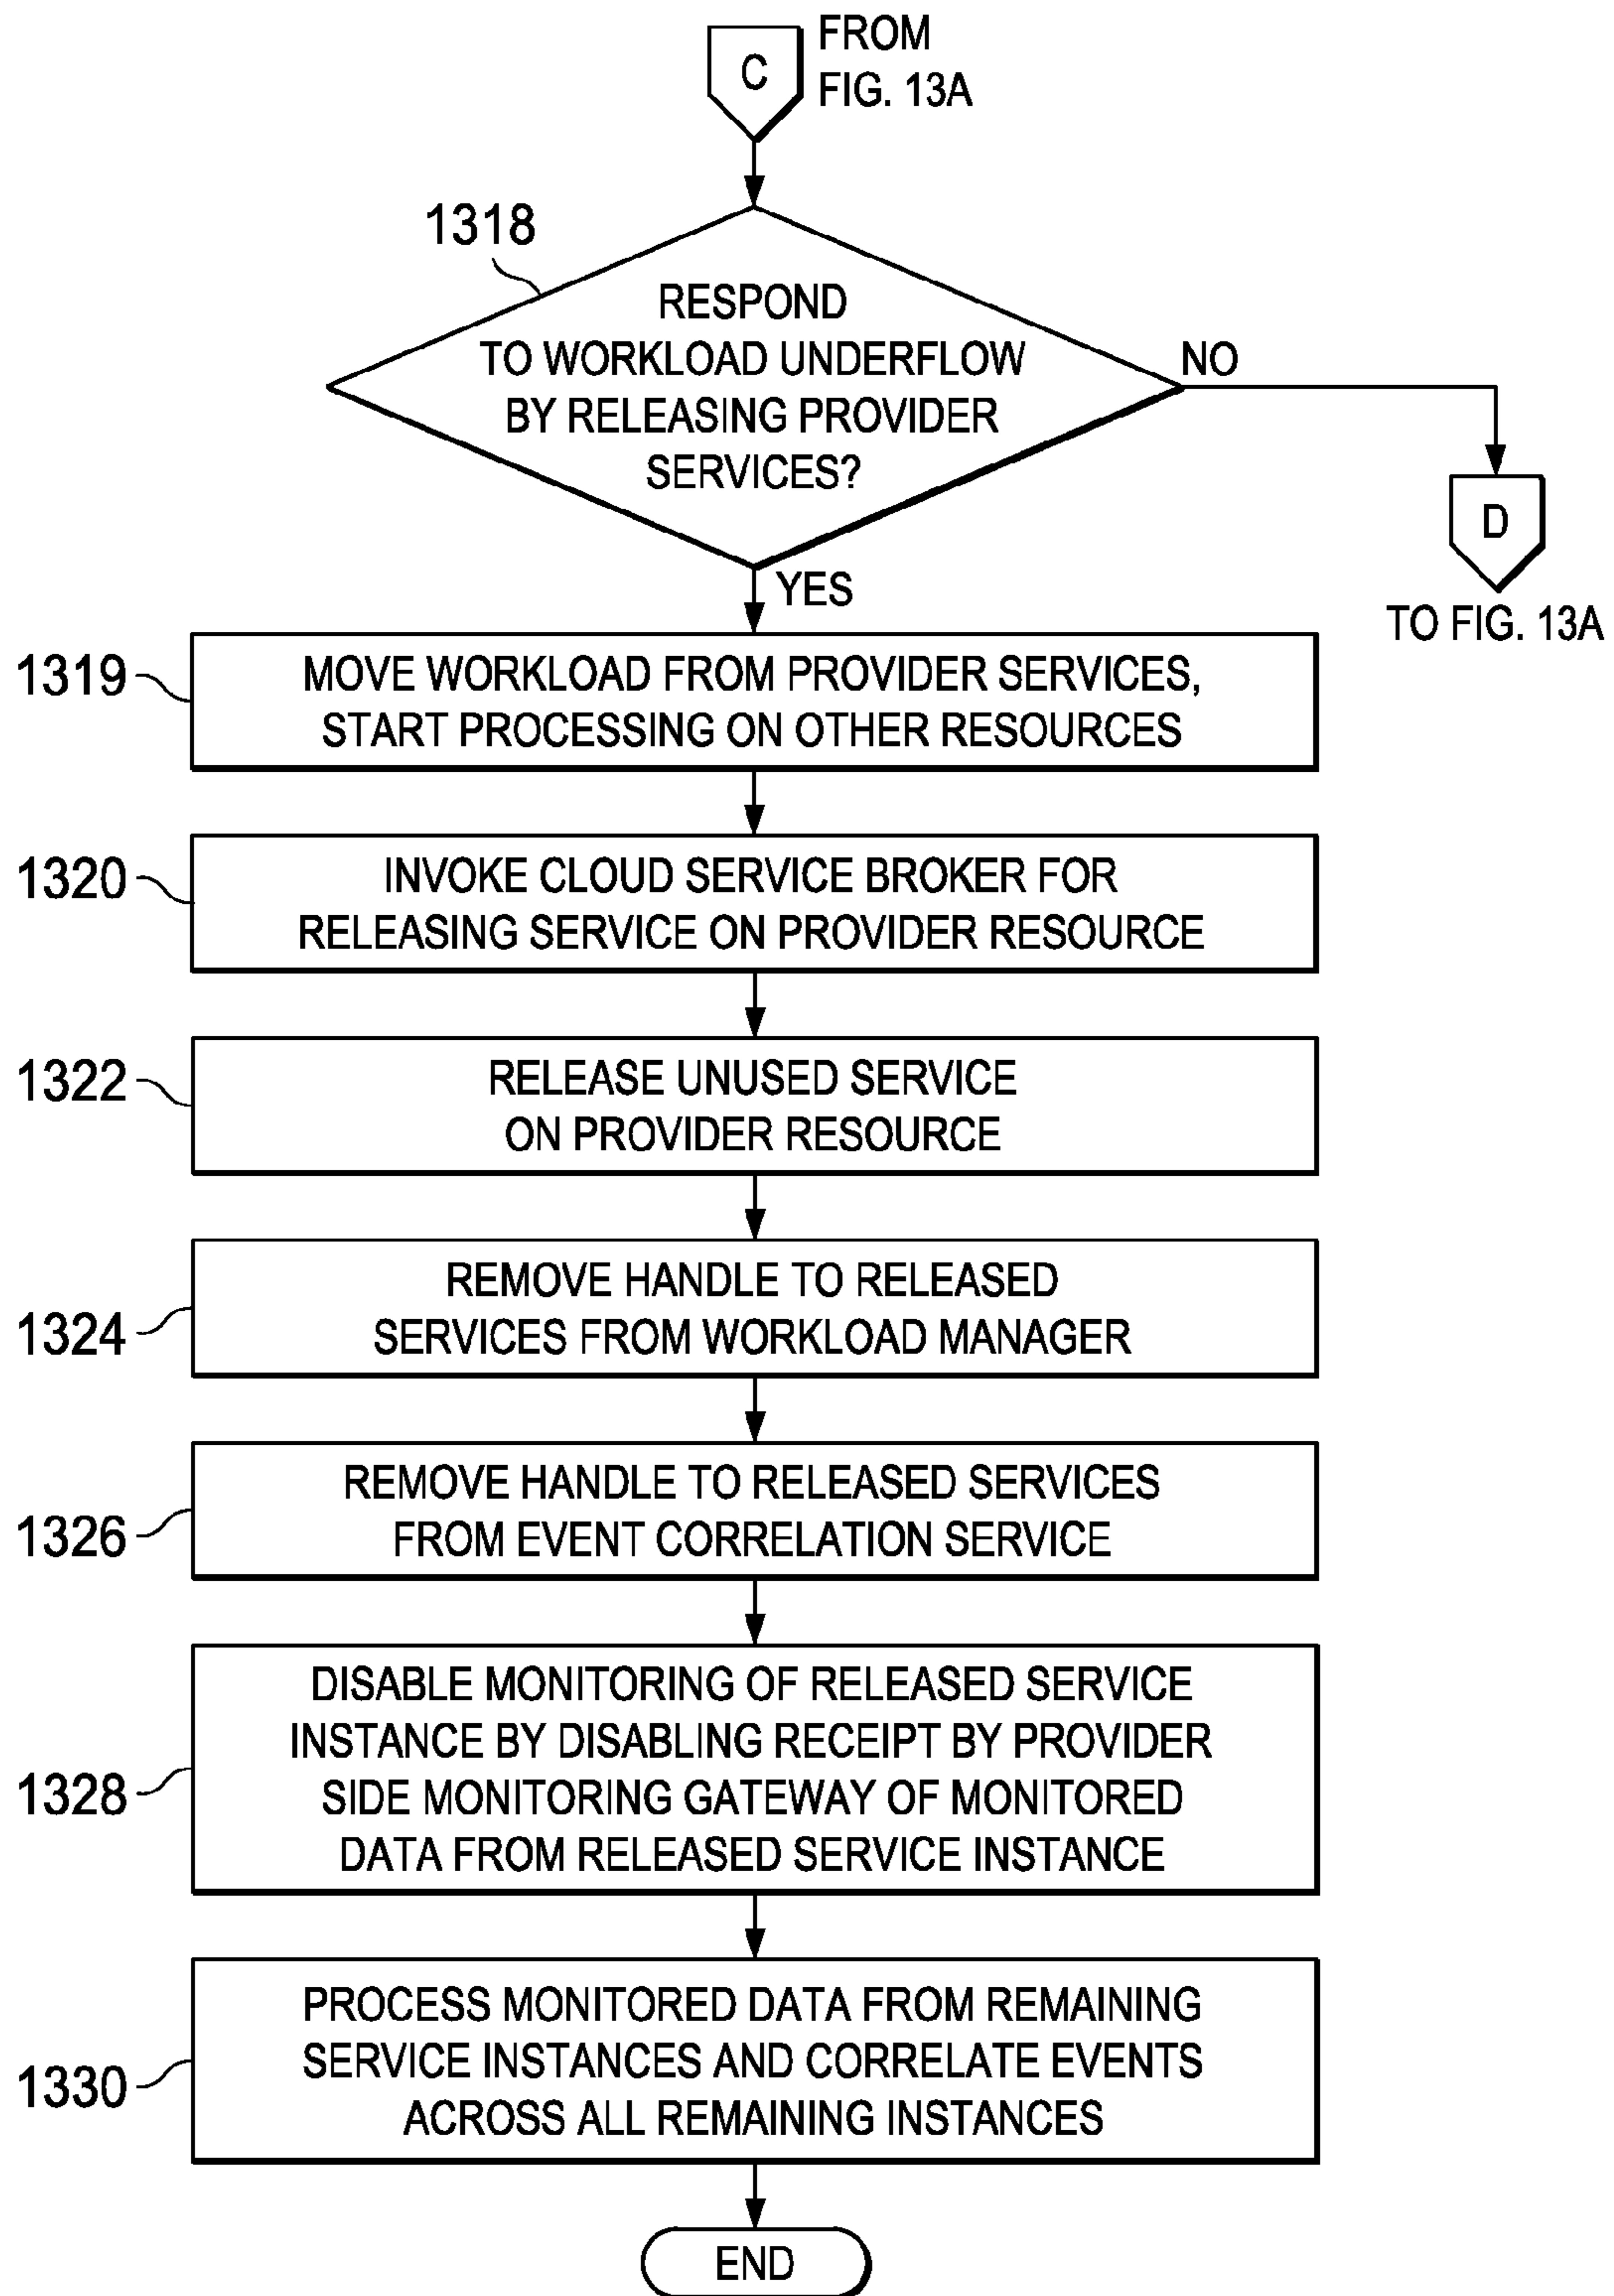 C
FROM
FIG. 13A
1318
RESPOND
TO WORKLOAD UNDERFLOW
BY RELEASING PROVIDER
SERVICES?
NO
D
TO FIG. 13A
YES
1319
MOVE WORKLOAD FROM PROVIDER SERVICES,
START PROCESSING ON OTHER RESOURCES
1320
INVOKE CLOUD SERVICE BROKER FOR
RELEASING SERVICE ON PROVIDER RESOURCE
1322
RELEASE UNUSED SERVICE
ON PROVIDER RESOURCE
1324
REMOVE HANDLE TO RELEASED
SERVICES FROM WORKLOAD MANAGER
1326
REMOVE HANDLE TO RELEASED SERVICES
FROM EVENT CORRELATION SERVICE
1328
DISABLE MONITORING OF RELEASED SERVICE
INSTANCE BY DISABLING RECEIPT BY PROVIDER
SIDE MONITORING GATEWAY OF MONITORED
DATA FROM RELEASED SERVICE INSTANCE
1330
PROCESS MONITORED DATA FROM REMAINING
SERVICE INSTANCES AND CORRELATE EVENTS
ACROSS ALL REMAINING INSTANCES
END